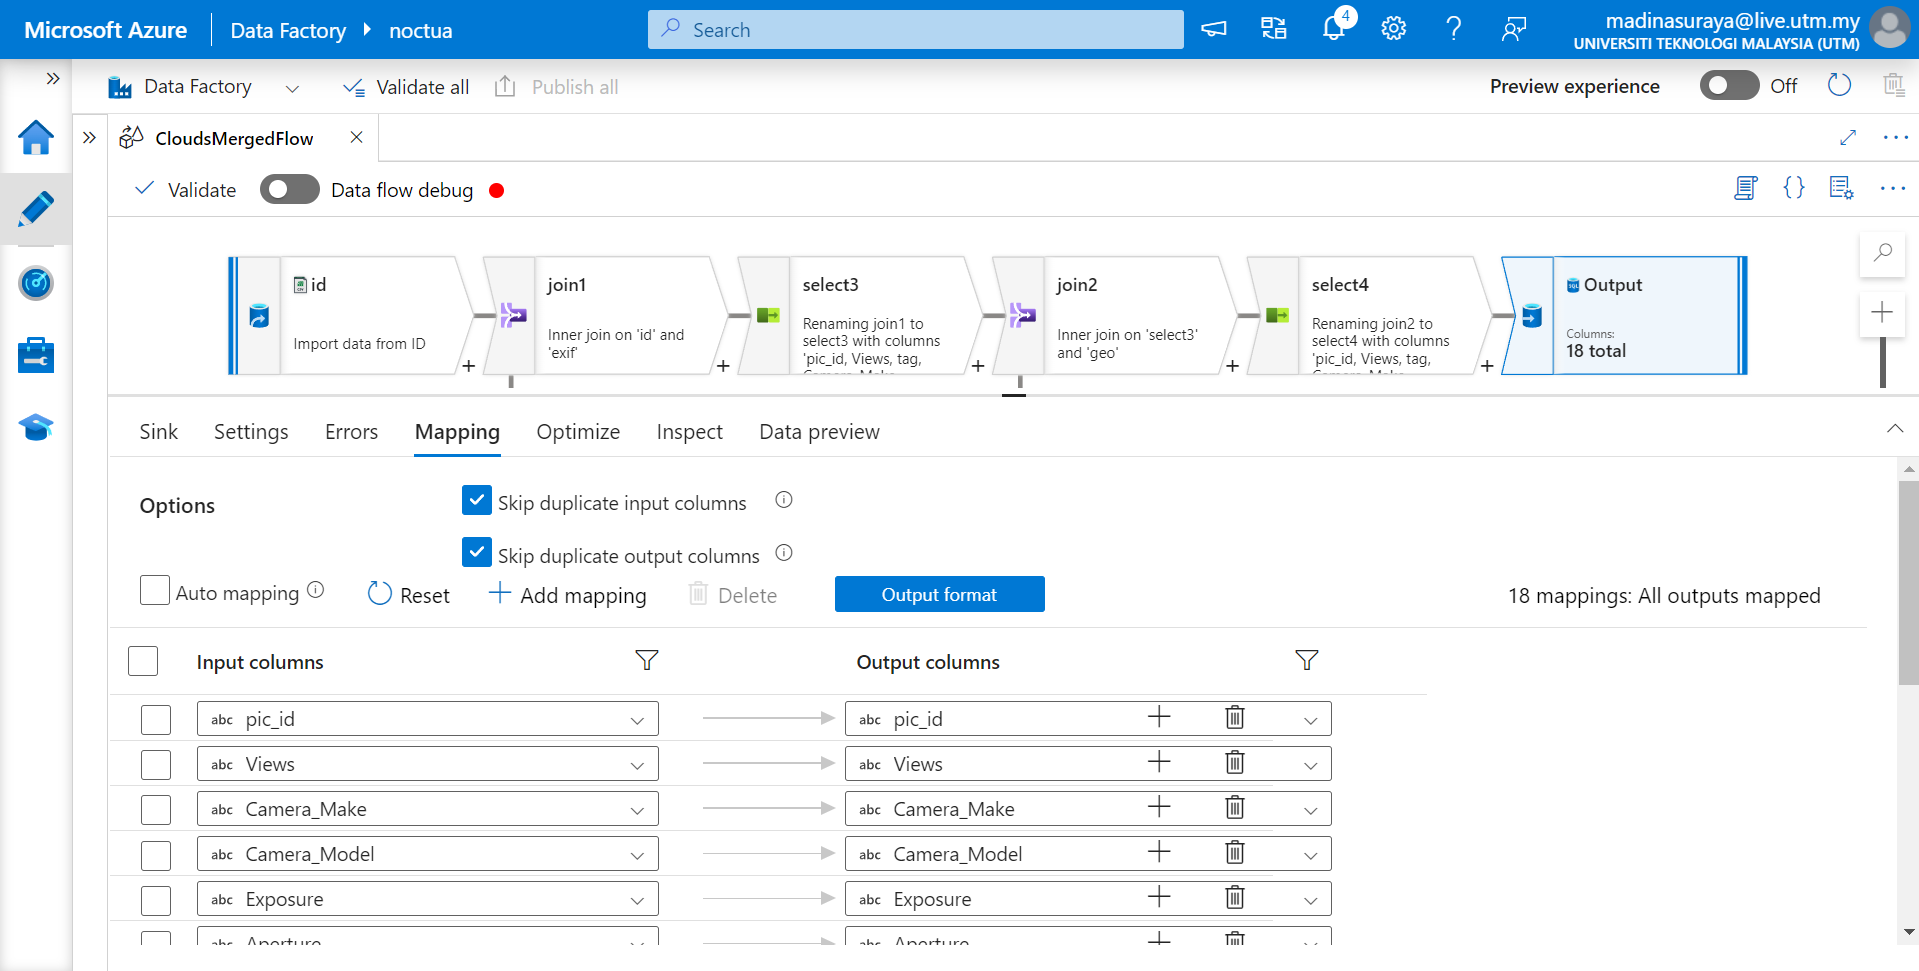 Microsoft Azure Data Factory noctua Search 4 madinasuraya@live.utm.my
UNIVERSITI TEKNOLOGI MALAYSIA (UTM)
Data Factory Validate all Publish all Preview experience Off
CloudsMergedFlow
Validate Data flow debug
id
Import data from ID
join1
Inner join on 'id' and
'exif'
select3
Renaming join1 to
select3 with columns
'pic_id, Views, tag,
Camera_Make
join2
Inner join on 'select3'
and 'geo'
select4
Renaming join2 to
select4 with columns
'pic_id, Views, tag,
Camera_Make
Output
Columns:
18 total
Sink Settings Errors Mapping Optimize Inspect Data preview
Options Skip duplicate input columns
Skip duplicate output columns
Auto mapping Reset Add mapping Delete Output format 18 mappings: All outputs mapped
Input columns Output columns
abc pic_id abc pic_id
abc Views abc Views
abc Camera_Make abc Camera_Make
abc Camera_Model abc Camera_Model
abc Exposure abc Exposure
abc Aperture abc Aperture